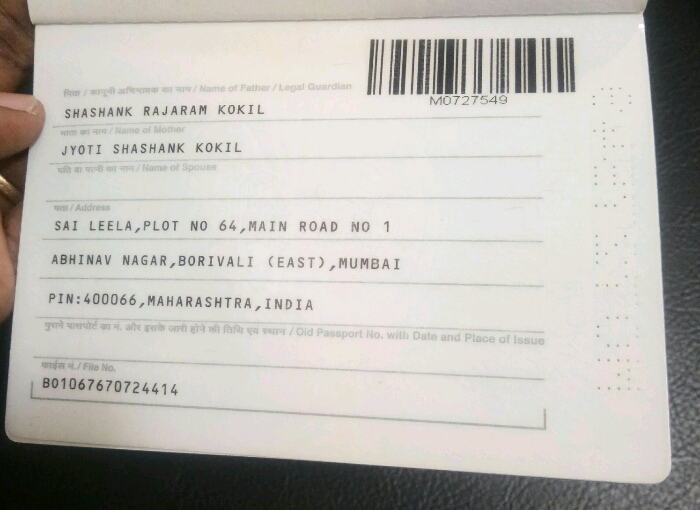 M0727549
पिता / कानूनी अभिभावक का नाम / Name of Father / Legal Guardian
SHASHANK RAJARAM KOKIL
माता का नाम / Name of Mother
JYOTI SHASHANK KOKIL
पति या पत्नी का नाम / Name of Spouse
पता / Address
SAI LEELA,PLOT NO 64,MAIN ROAD NO 1
ABHINAV NAGAR,BORIVALI (EAST),MUMBAI
PIN:400066,MAHARASHTRA,INDIA
पुराने पासपोर्ट का नं. और इसके जारी होने की तिथि एवं स्थान / Old Passport No. with Date and Place of Issue
फाईल नं. / File No.
BO1067670724414